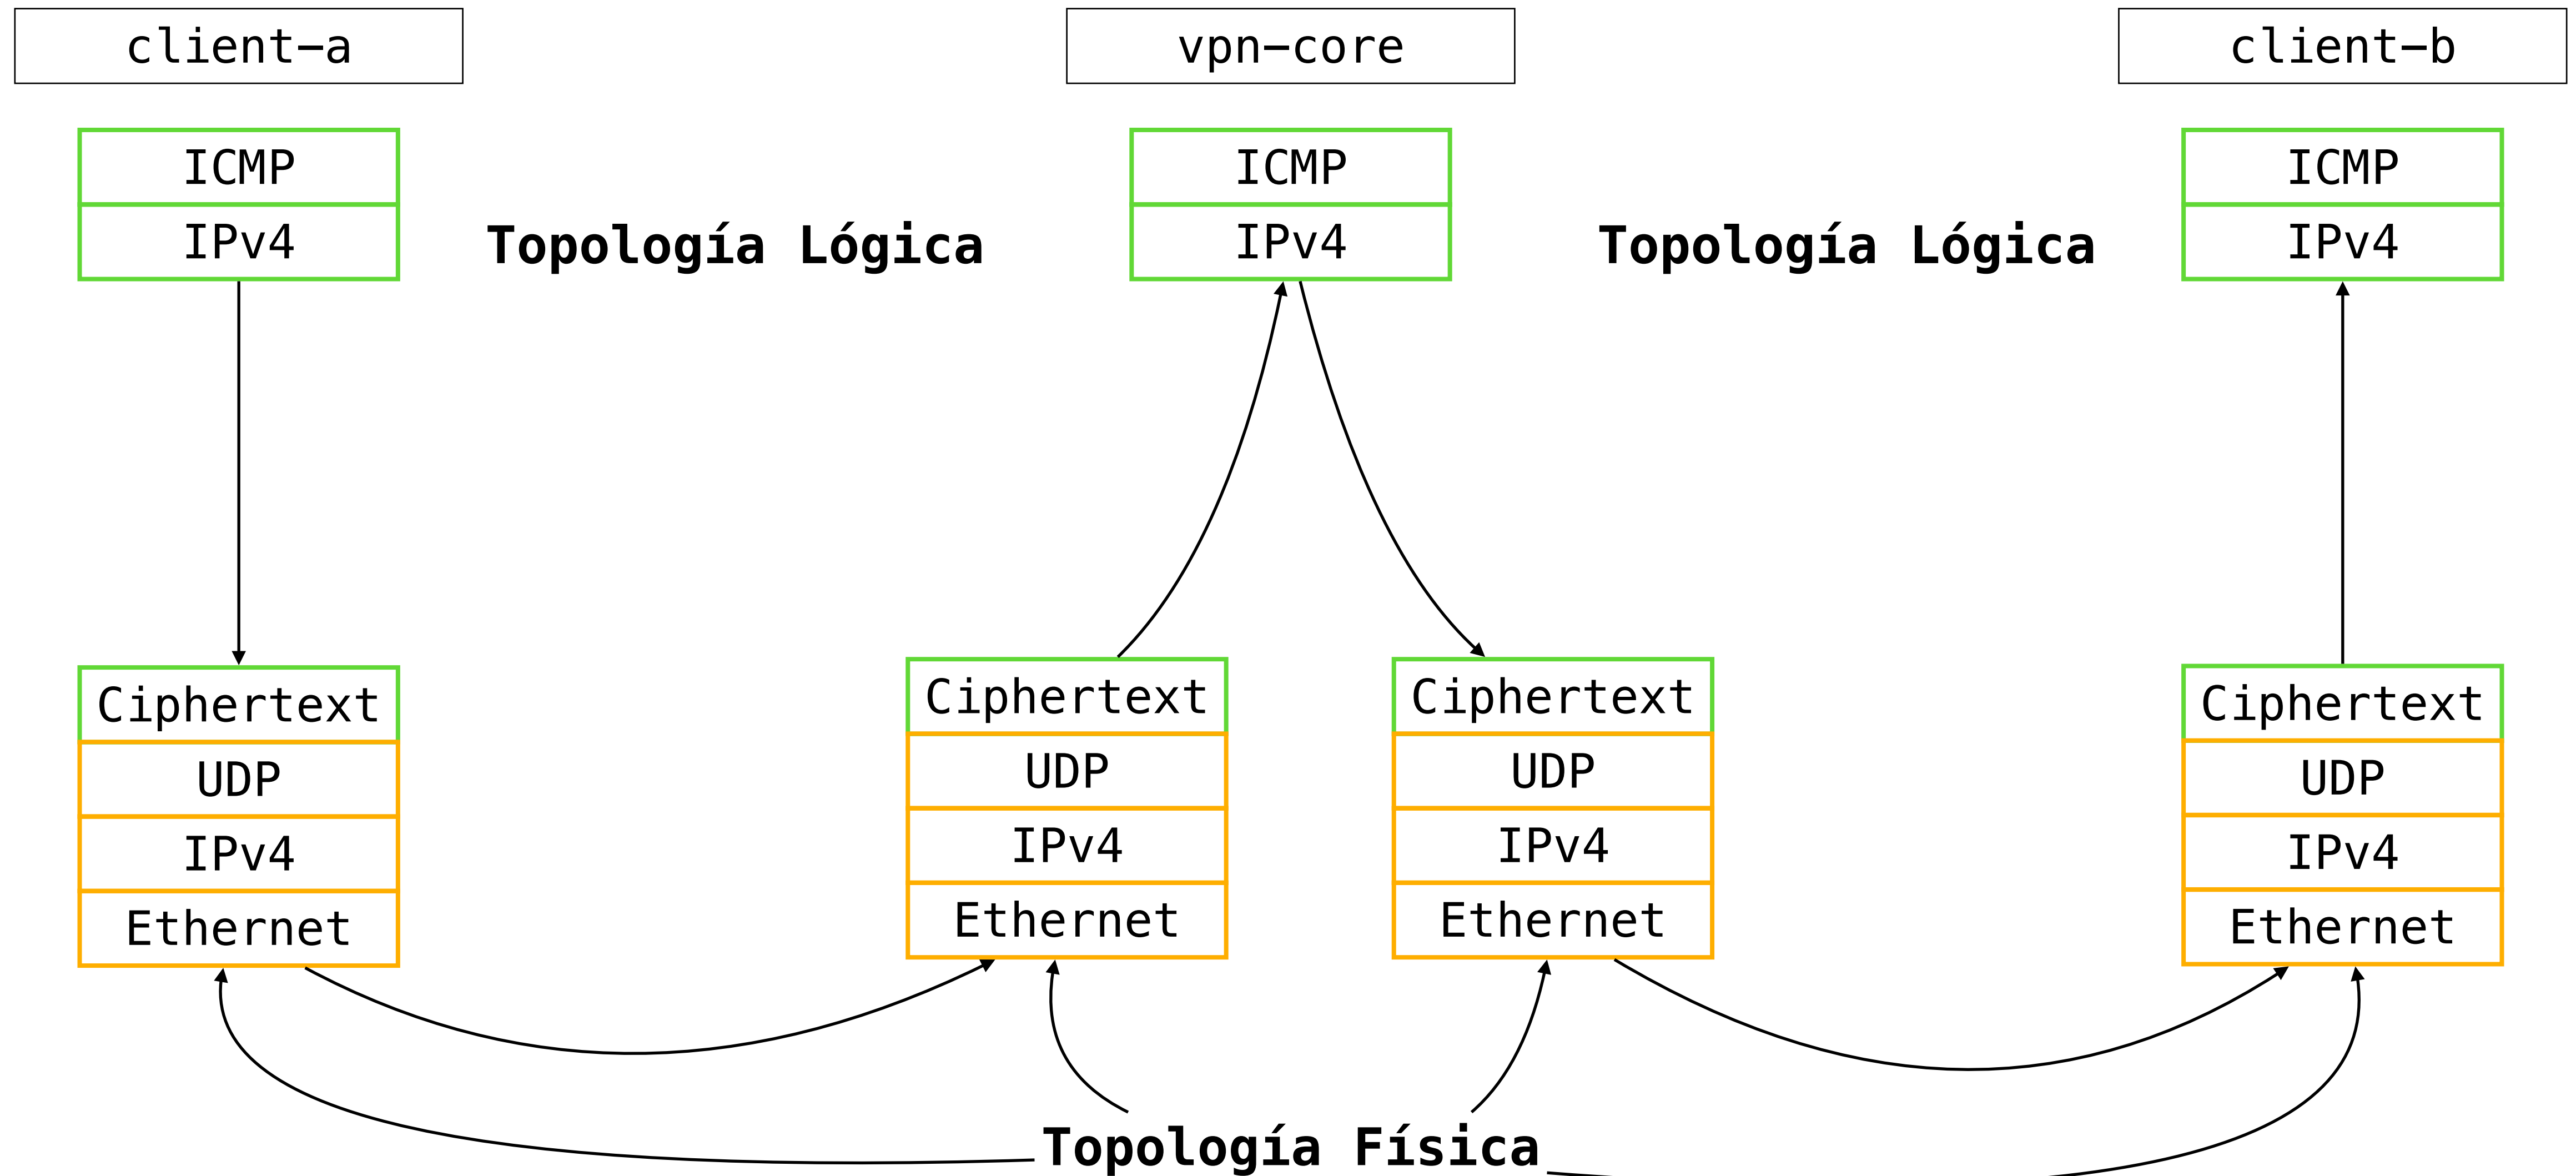 client-a
vpn-core
client-b
ICMP
IPv4
Topología Lógica
ICMP
IPv4
Topología Lógica
ICMP
IPv4
Ciphertext
UDP
IPv4
Ethernet
Ciphertext
UDP
IPv4
Ethernet
Ciphertext
UDP
IPv4
Ethernet
Ciphertext
UDP
IPv4
Ethernet
Topología Física